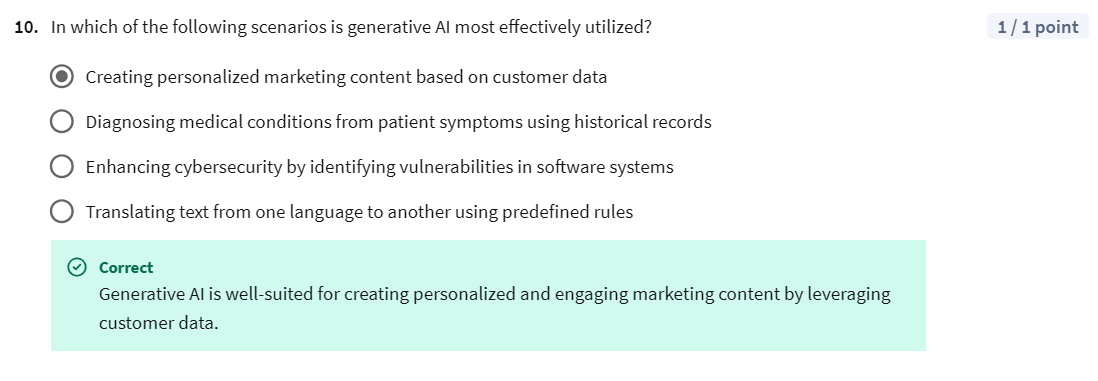 10. In which of the following scenarios is generative AI most effectively utilized?
1 / 1 point
Creating personalized marketing content based on customer data
Diagnosing medical conditions from patient symptoms using historical records
Enhancing cybersecurity by identifying vulnerabilities in software systems
Translating text from one language to another using predefined rules
Correct
Generative AI is well-suited for creating personalized and engaging marketing content by leveraging
customer data.